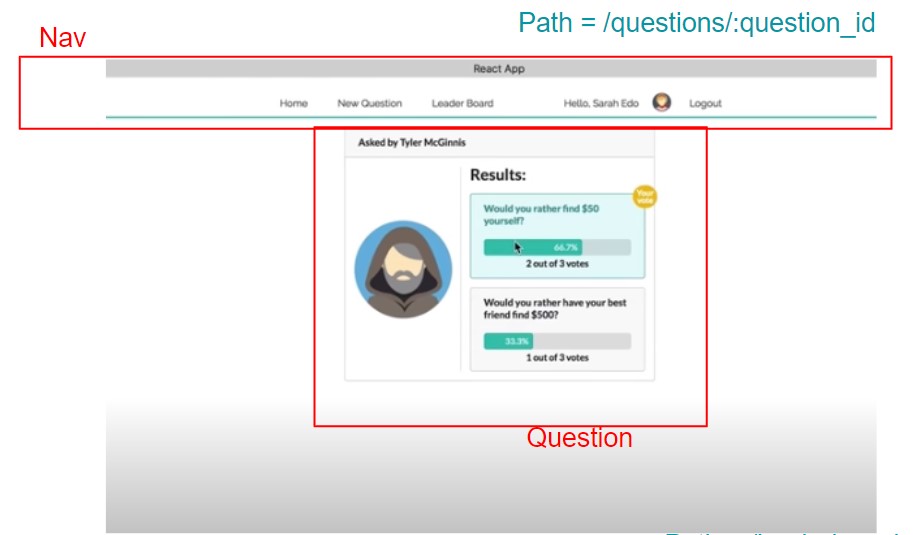 Path = /questions/:question_id
Nav
React App
Home New Question Leader Board Hello, Sarah Edo Logout
Asked by Tyler McGinnis
Results:
Your
vote
Would you rather find $50
yourself?
66.7%
2 out of 3 votes
Would you rather have your best
friend find $500?
33.3%
1 out of 3 votes
Question